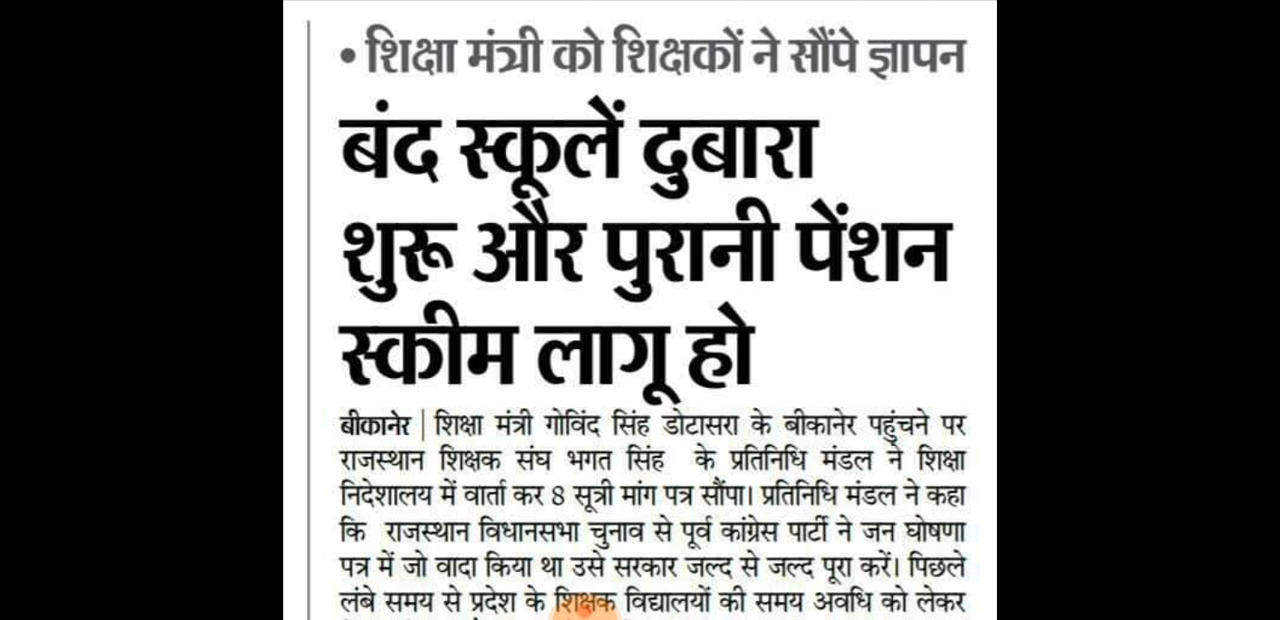 • शिक्षा मंत्री को शिक्षकों ने सौंपे ज्ञापन
बंद स्कूलें दुबारा
शुरू और पुरानी पेंशन
स्कीम लागू हो
बीकानेर | शिक्षा मंत्री गोविंद सिंह डोटासरा के बीकानेर पहुंचने पर
राजस्थान शिक्षक संघ भगत सिंह के प्रतिनिधि मंडल ने शिक्षा
निदेशालय में वार्ता कर 8 सूत्री मांग पत्र सौंपा। प्रतिनिधि मंडल ने कहा
कि राजस्थान विधानसभा चुनाव से पूर्व कांग्रेस पार्टी ने जन घोषणा
पत्र में जो वादा किया था उसे सरकार जल्द से जल्द पूरा करें। पिछले
लंबे समय से प्रदेश के शिक्षक विद्यालयों की समय अवधि को लेकर